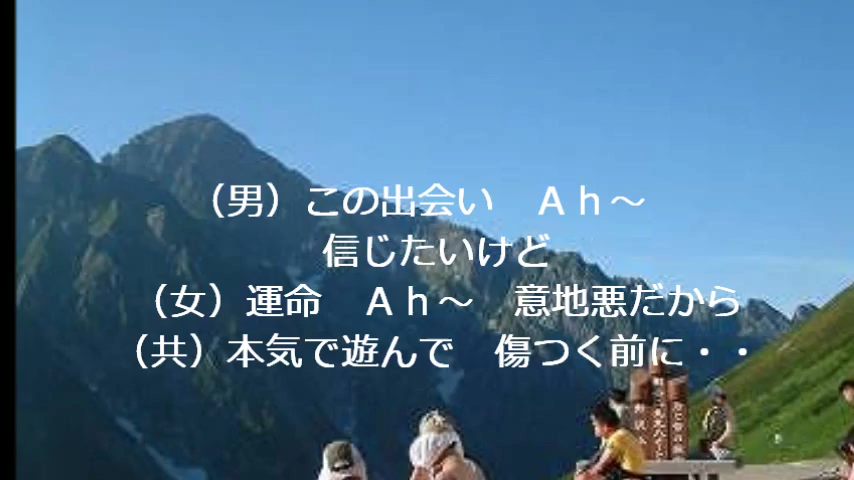 （男）この出会い　Ａｈ～
信じたいけど
（女）運命　Ａｈ～　意地悪だから
（共）本気で遊んで　傷つく前に・・